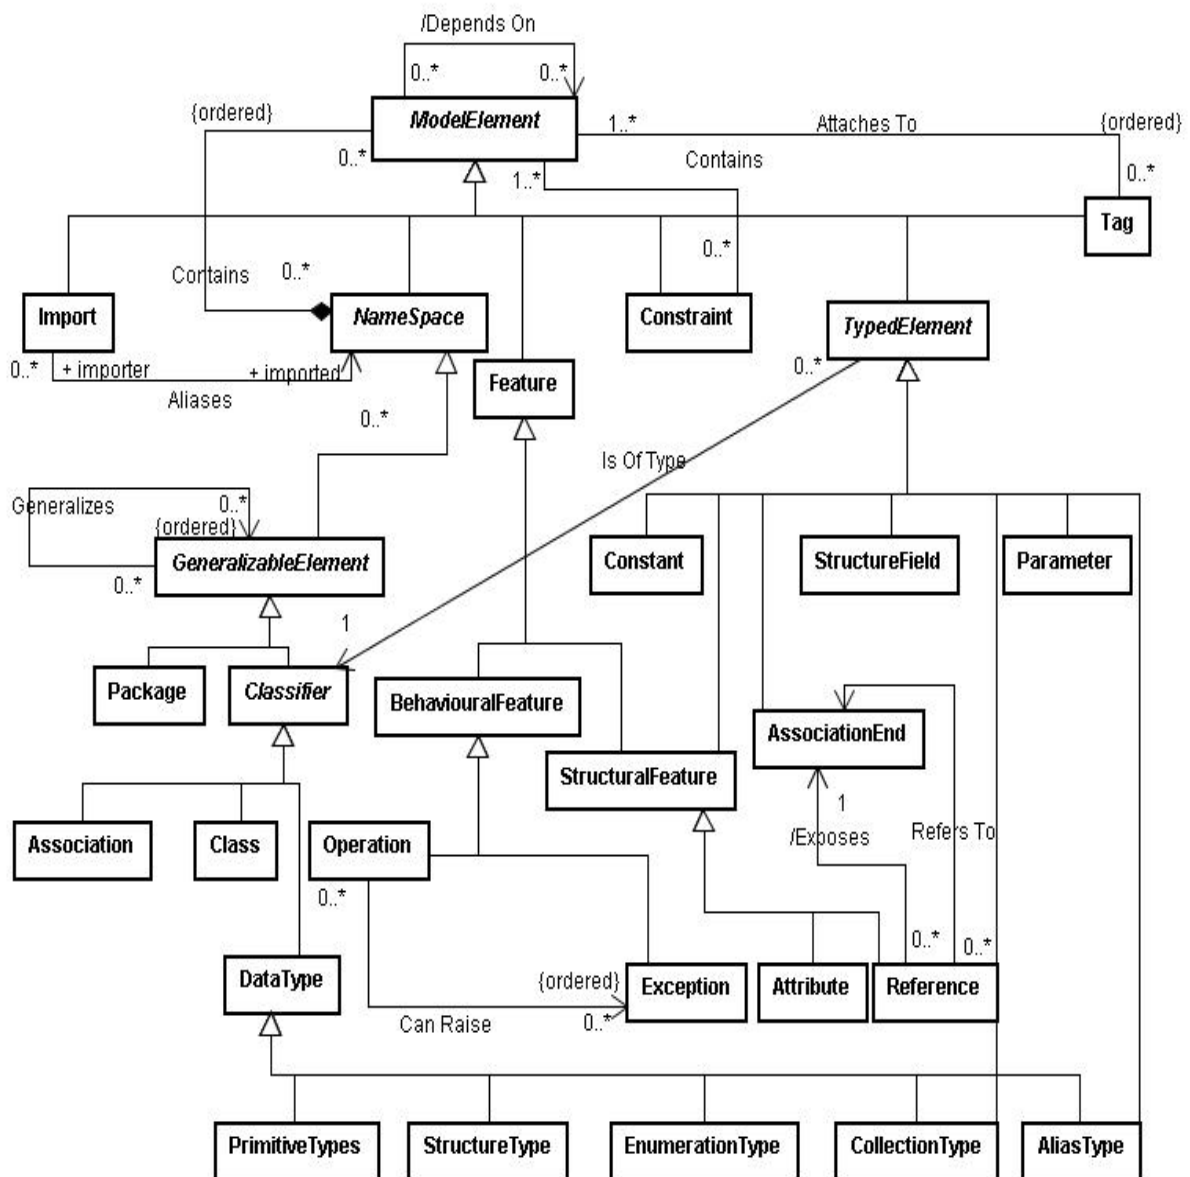 /Depends On
0..*
0..*
{ordered}
ModelElement
1..*
Attaches To
{ordered}
0..*
Contains
1..*
0..*
Tag
0..*
Contains
0..*
Import
NameSpace
Constraint
TypedElement
0..*
+ importer
+ imported
0..*
Feature
Aliases
0..*
Is Of Type
Generalizes
0..*
{ordered}
GeneralizableElement
Constant
StructureField
Parameter
0..*
1
Package
Classifier
BehaviouralFeature
AssociationEnd
StructuralFeature
1
Association
Class
Operation
/Exposes
Refers To
0..*
0..*
0..*
DataType
{ordered}
Exception
Attribute
Reference
Can Raise
0..*
PrimitiveTypes
StructureType
EnumerationType
CollectionType
AliasType